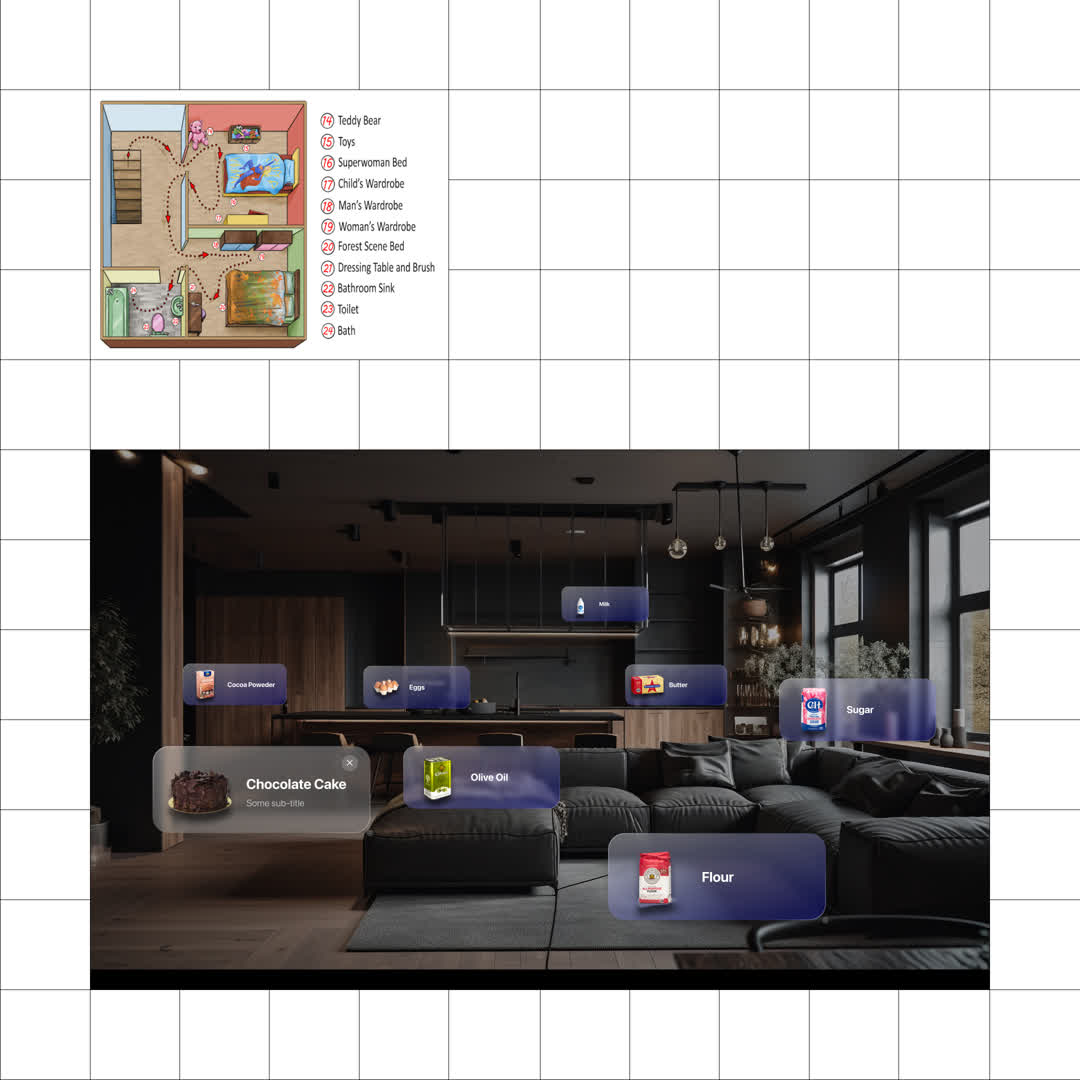 14 Teddy Bear
15 Toys
16 Superwoman Bed
17 Child's Wardrobe
18 Man's Wardrobe
19 Woman's Wardrobe
20 Forest Scene Bed
21 Dressing Table and Brush
22 Bathroom Sink
23 Toilet
24 Bath
Milk
Cocoa Poweder
Eggs
Butter
Sugar
C&H
Chocolate Cake
Some sub-title
Olive Oil
Flour